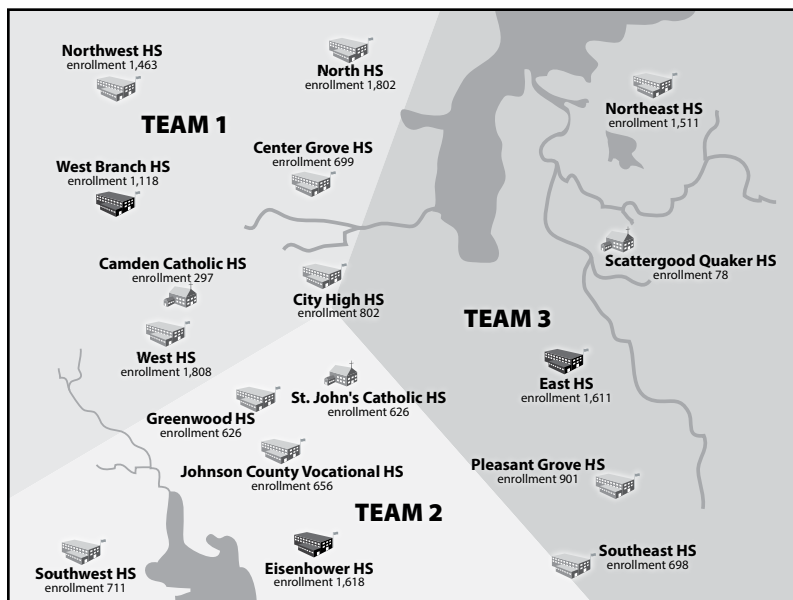 Northwest HS
enrollment 1,463
North HS
enrollment 1,802
Northeast HS
enrollment 1,511
TEAM 1
Center Grove HS
enrollment 699
West Branch HS
enrollment 1,118
Camden Catholic HS
enrollment 297
Scattergood Quaker HS
enrollment 78
City High HS
enrollment 802
TEAM 3
West HS
enrollment 1,808
East HS
enrollment 1,611
St. John's Catholic HS
enrollment 626
Greenwood HS
enrollment 626
Johnson County Vocational HS
enrollment 656
Pleasant Grove HS
enrollment 901
TEAM 2
Southwest HS
enrollment 711
Eisenhower HS
enrollment 1,618
Southeast HS
enrollment 698